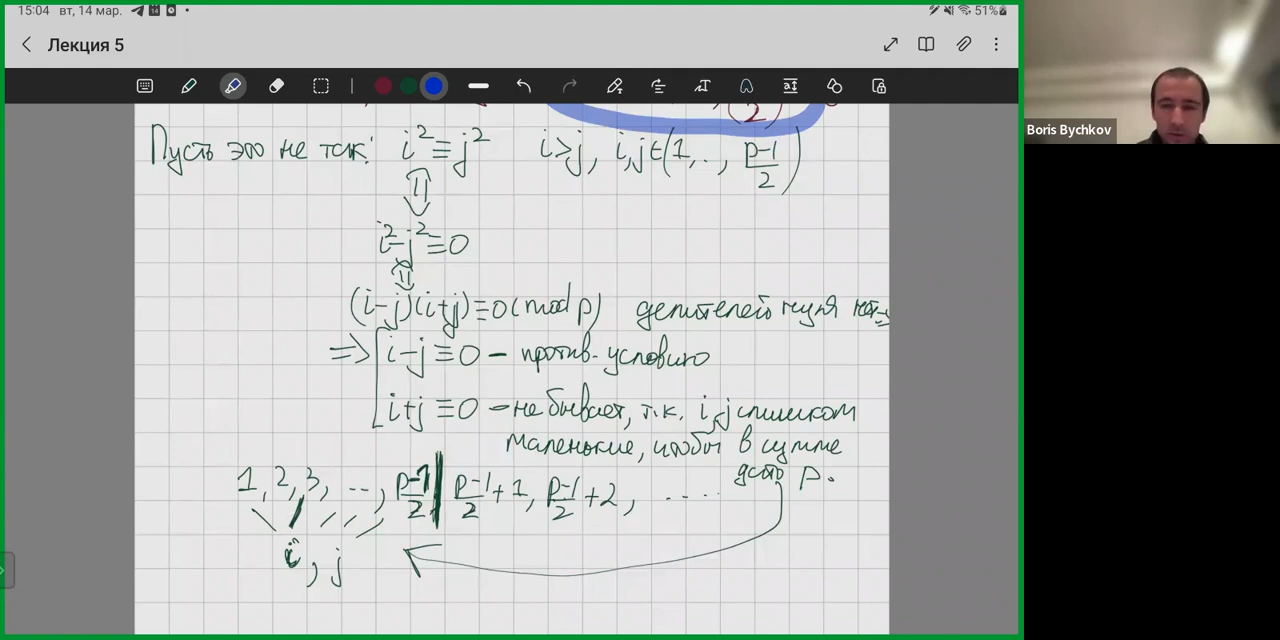 15:04 вт, 14 мар.
51%
Лекция 5
Boris Bychkov
2
Пусть это не так! i² ≡ j² i>j, i,j ∈ (1, .., p-1/2)
i²-j² ≡ 0
(i-j)(i+j) ≡ 0 (mod p) делителей нуля нет
⇒ [ i-j ≡ 0 - против. условию
i+j ≡ 0 - не бывает, т.к. i,j слишком
маленькие, чтобы в сумме
дать p.
1, 2, 3, ..., p-1/2 | p-1/2 + 1, p-1/2 + 2, ....
i, j